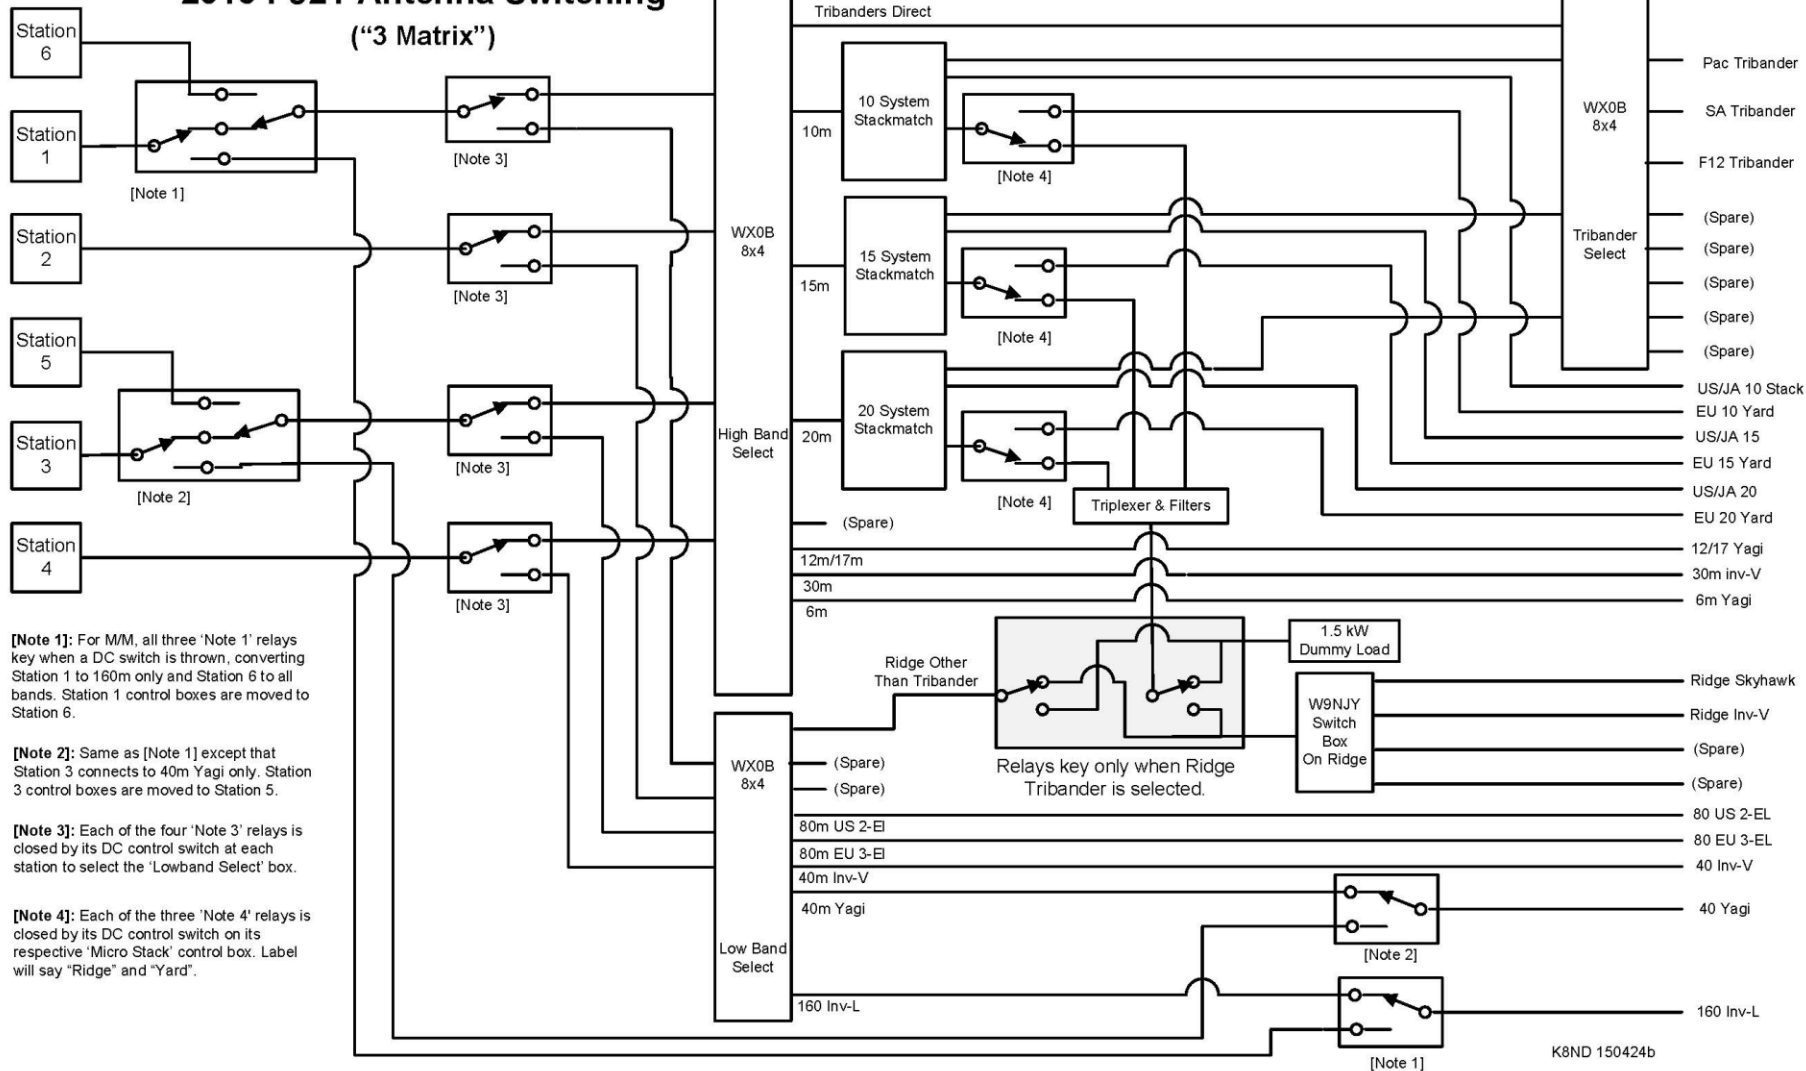 ("3 Matrix")
Station
6
Station
1
[Note 1]
Station
2
Station
5
Station
3
[Note 2]
Station
4
[Note 3]
[Note 3]
[Note 3]
[Note 3]
WX0B
8x4
High Band
Select
Tribanders Direct
10m
10 System
Stackmatch
[Note 4]
15m
15 System
Stackmatch
[Note 4]
20m
20 System
Stackmatch
[Note 4]
Triplexer & Filters
(Spare)
12m/17m
30m
6m
WX0B
8x4
Tribander
Select
Pac Tribander
SA Tribander
F12 Tribander
(Spare)
(Spare)
(Spare)
(Spare)
(Spare)
US/JA 10 Stack
EU 10 Yard
US/JA 15
EU 15 Yard
US/JA 20
EU 20 Yard
12/17 Yagi
30m inv-V
6m Yagi
1.5 kW
Dummy Load
Ridge Other
Than Tribander
Relays key only when Ridge
Tribander is selected.
W9NJY
Switch
Box
On Ridge
Ridge Skyhawk
Ridge Inv-V
(Spare)
(Spare)
WX0B
8x4
Low Band
Select
(Spare)
(Spare)
80m US 2-El
80m EU 3-El
40m Inv-V
40m Yagi
160 Inv-L
80 US 2-EL
80 EU 3-EL
40 Inv-V
40 Yagi
[Note 2]
160 Inv-L
[Note 1]
K8ND 150424b
[Note 1]: For M/M, all three 'Note 1' relays
key when a DC switch is thrown, converting
Station 1 to 160m only and Station 6 to all
bands. Station 1 control boxes are moved to
Station 6.
[Note 2]: Same as [Note 1] except that
Station 3 connects to 40m Yagi only. Station
3 control boxes are moved to Station 5.
[Note 3]: Each of the four 'Note 3' relays is
closed by its DC control switch at each
station to select the 'Lowband Select' box.
[Note 4]: Each of the three 'Note 4' relays is
closed by its DC control switch on its
respective 'Micro Stack' control box. Label
will say "Ridge" and "Yard".